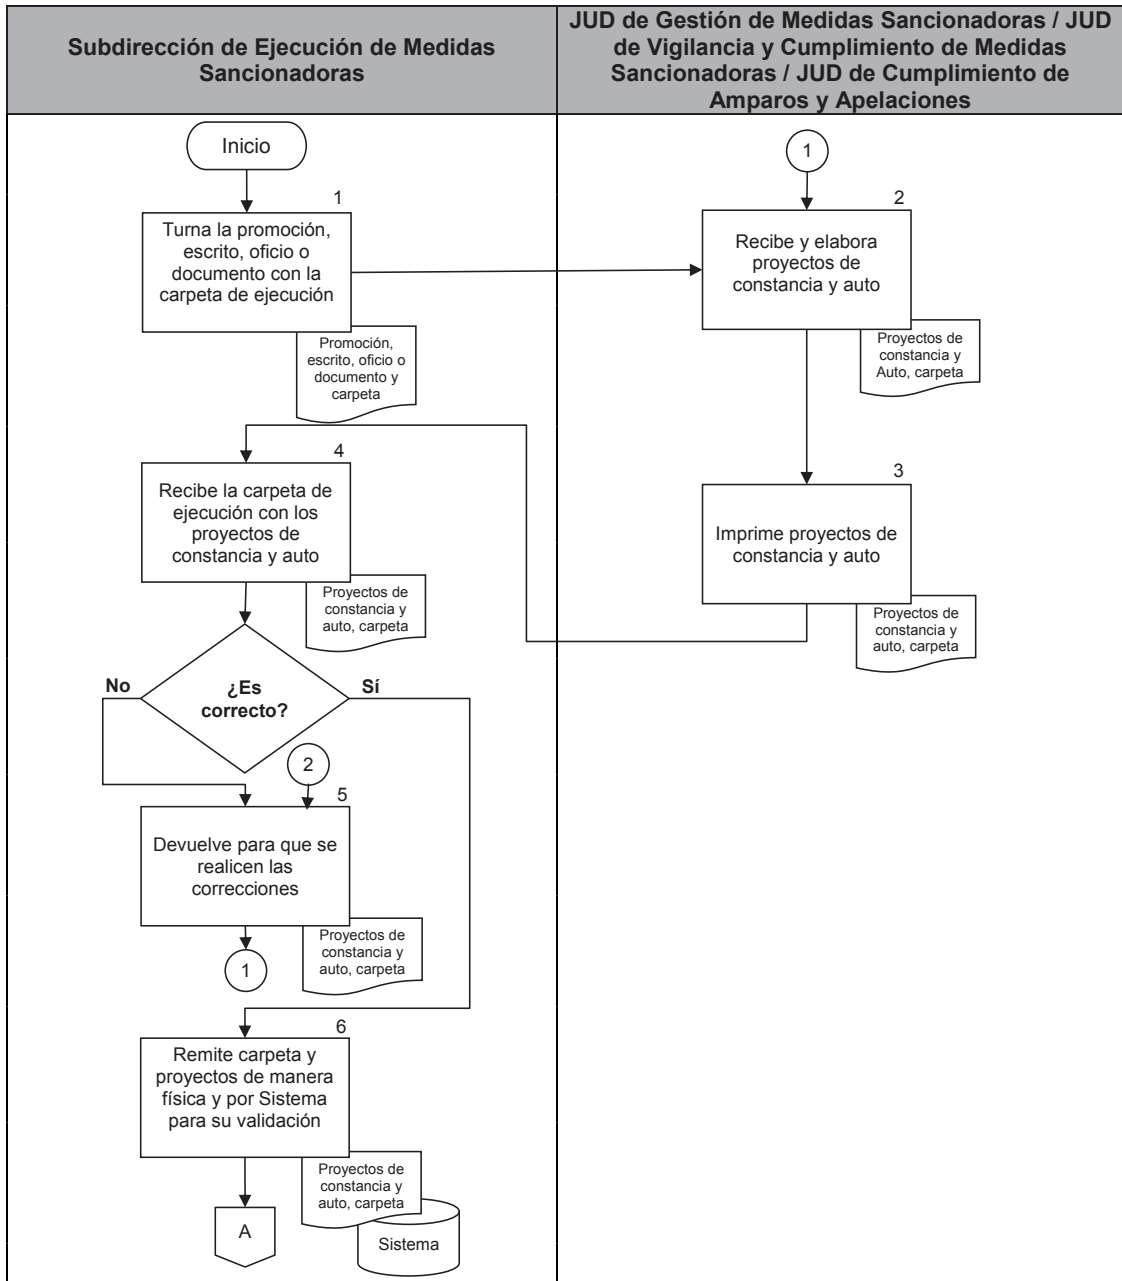 Subdirección de Ejecución de Medidas
Sancionadoras
JUD de Gestión de Medidas Sancionadoras / JUD
de Vigilancia y Cumplimiento de Medidas
Sancionadoras / JUD de Cumplimiento de
Amparos y Apelaciones
Inicio
1
Turna la promoción,
escrito, oficio o
documento con la
carpeta de ejecución
Promoción,
escrito, oficio o
documento y
carpeta
1
2
Recibe y elabora
proyectos de
constancia y auto
Proyectos de
constancia y
Auto, carpeta
3
Imprime proyectos de
constancia y auto
Proyectos de
constancia y
auto, carpeta
4
Recibe la carpeta de
ejecución con los
proyectos de
constancia y auto
Proyectos de
constancia y
auto, carpeta
No
¿Es
correcto?
Sí
2
5
Devuelve para que se
realicen las
correcciones
Proyectos de
constancia y
auto, carpeta
1
6
Remite carpeta y
proyectos de manera
física y por Sistema
para su validación
Proyectos de
constancia y
auto, carpeta
Sistema
A